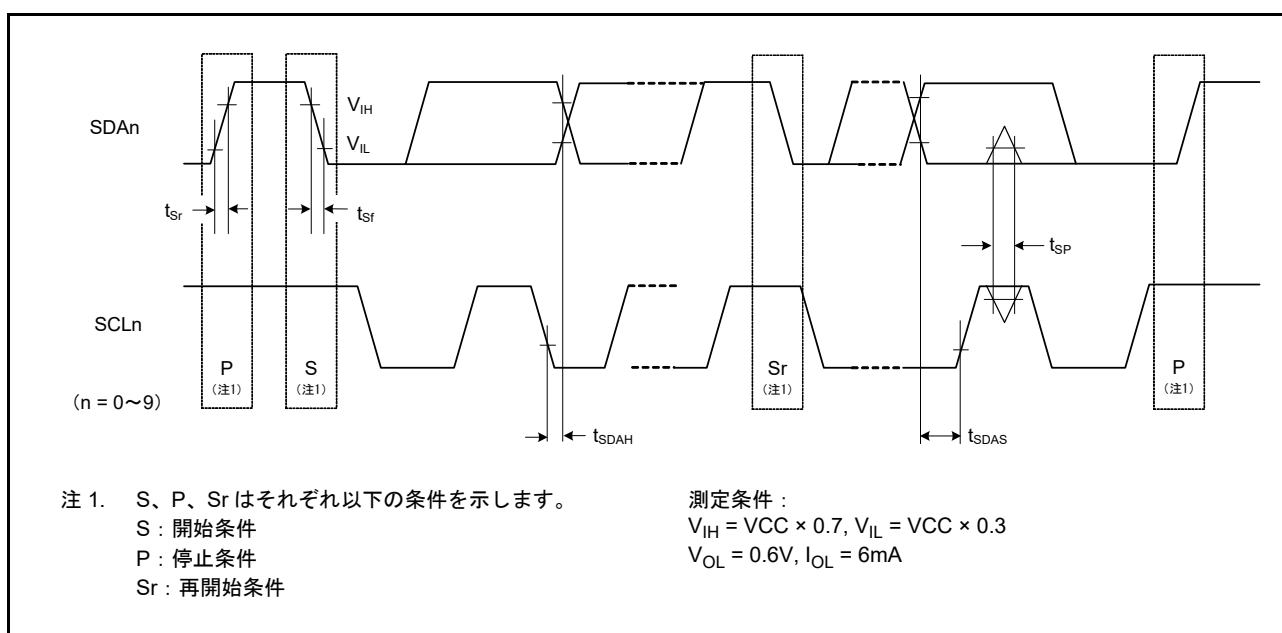 SDAn
VIH
VIL
tSr
tSf
tSP
SCLn
P
(注1)
S
(注1)
Sr
(注1)
P
(注1)
(n = 0~9)
tSDAH
tSDAS
注 1. S、P、Sr はそれぞれ以下の条件を示します。
S：開始条件
P：停止条件
Sr：再開始条件
測定条件：
VIH = VCC × 0.7, VIL = VCC × 0.3
VOL = 0.6V, IOL = 6mA